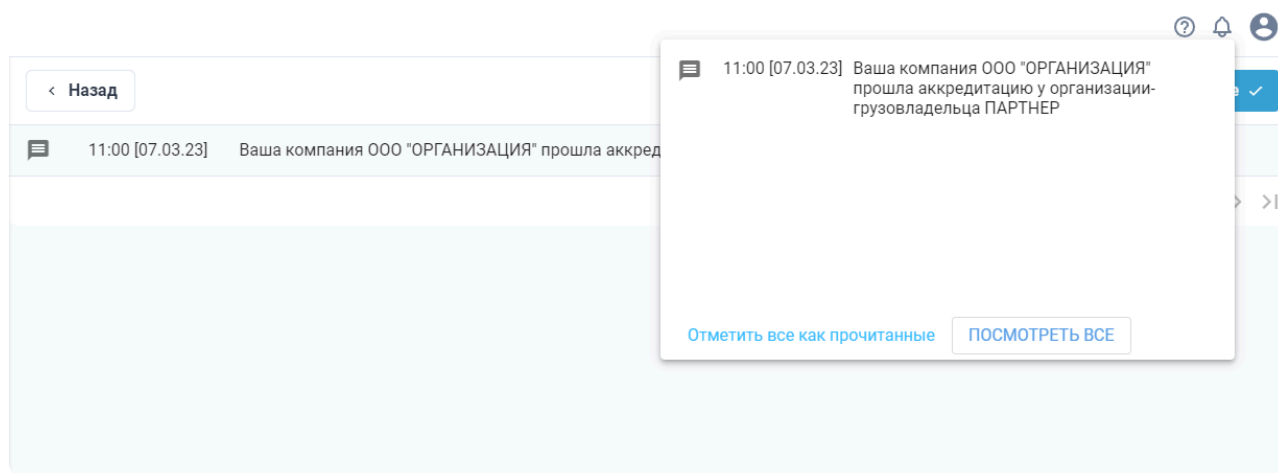 Назад
11:00 [07.03.23] Ваша компания ООО "ОРГАНИЗАЦИЯ" прошла аккред
11:00 [07.03.23] Ваша компания ООО "ОРГАНИЗАЦИЯ"
прошла аккредитацию у организации-
грузовладельца ПАРТНЕР
Отметить все как прочитанные ПОСМОТРЕТЬ ВСЕ